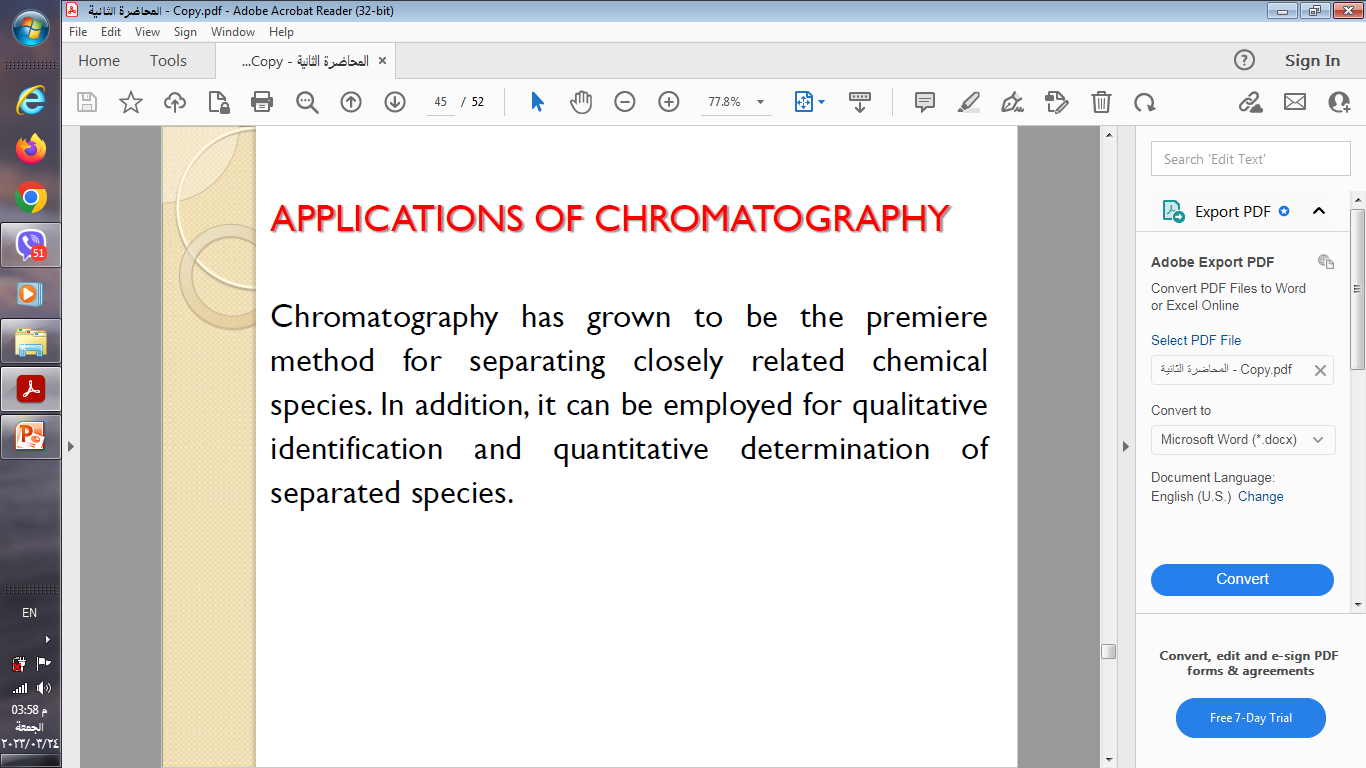 المحاضرة الثانية - Copy.pdf - Adobe Acrobat Reader (32-bit)
File Edit View Sign Window Help
Home Tools
...Copy - المحاضرة الثانية ×
Sign In
45 / 52
77.8%
APPLICATIONS OF CHROMATOGRAPHY
Chromatography has grown to be the premiere
method for separating closely related chemical
species. In addition, it can be employed for qualitative
identification and quantitative determination of
separated species.
Search 'Edit Text'
Export PDF
Adobe Export PDF
Convert PDF Files to Word
or Excel Online
Select PDF File
المحاضرة الثانية - Copy.pdf
Convert to
Microsoft Word (*.docx)
Document Language:
English (U.S.) Change
Convert
Convert, edit and e-sign PDF
forms & agreements
Free 7-Day Trial
51
EN
03:58 م
الجمعة
٢٠٢٣/٠٣/٢٤